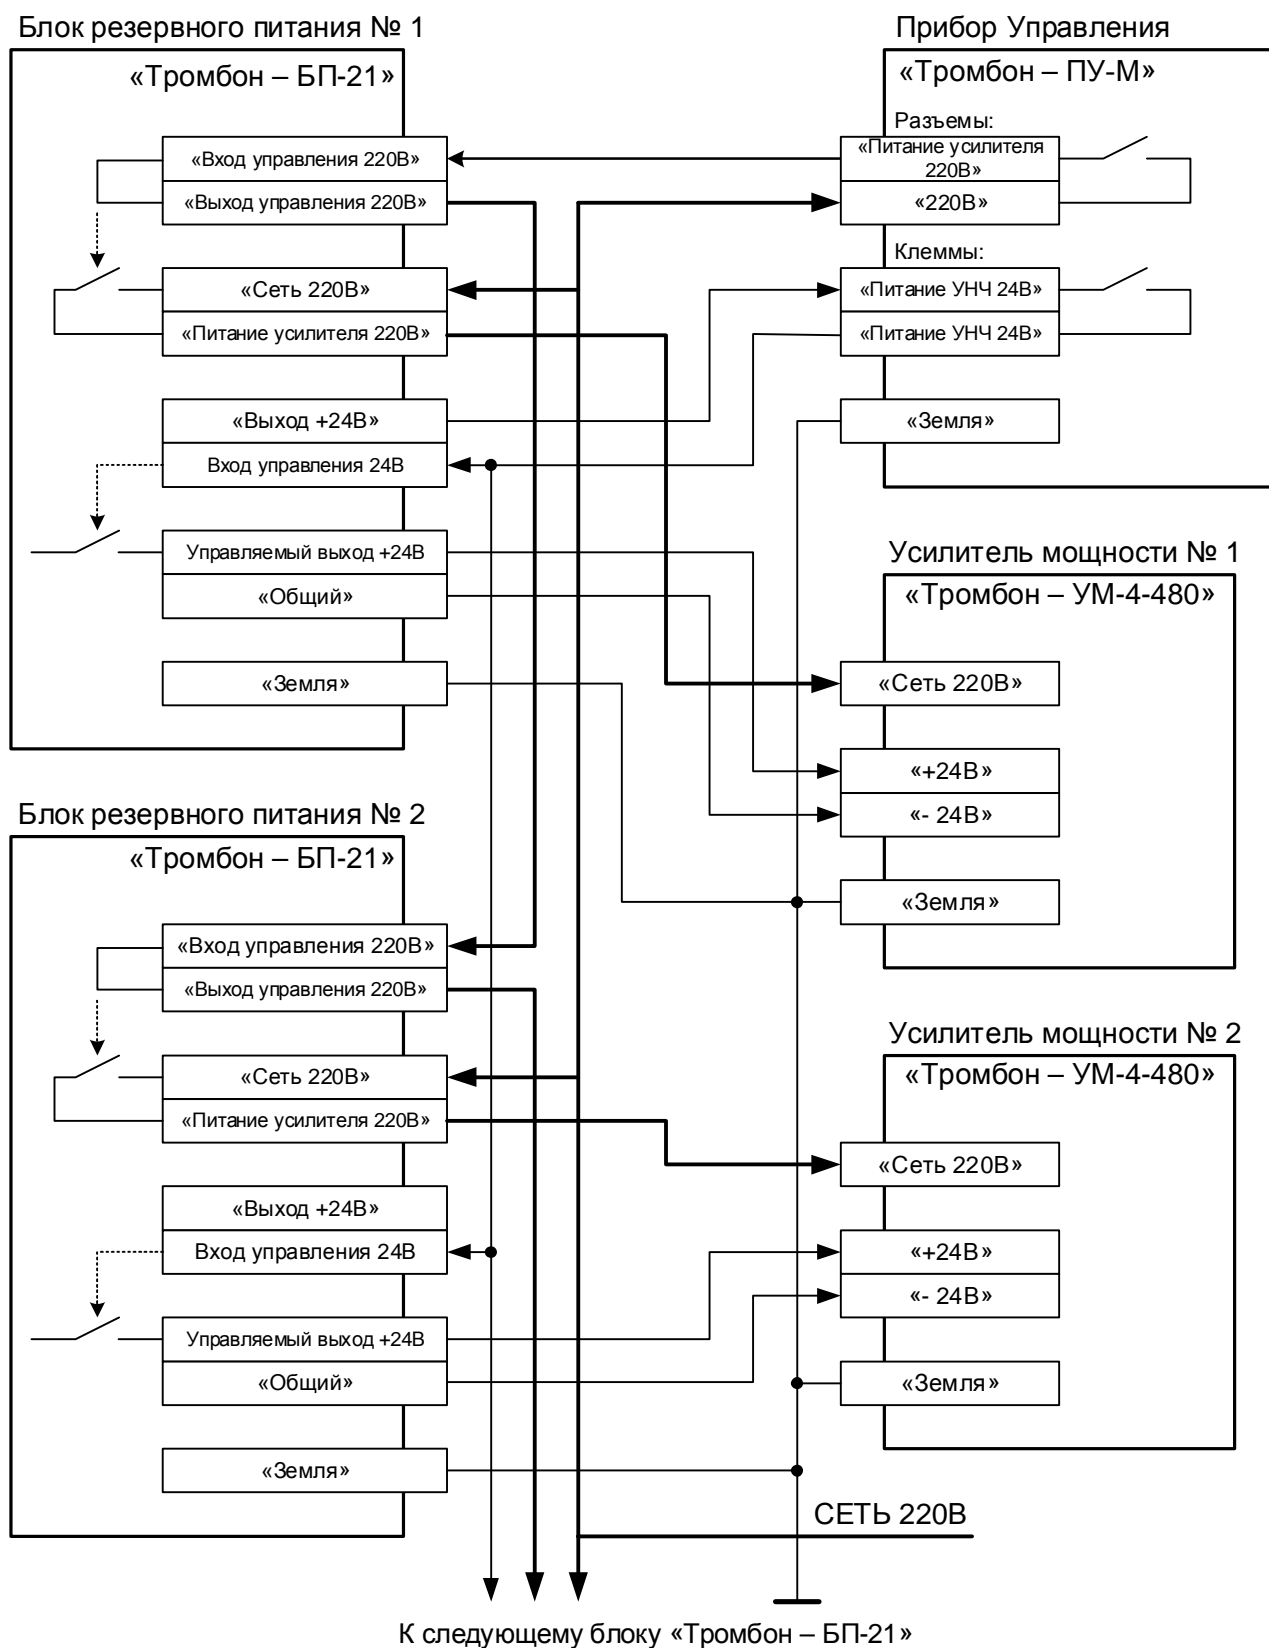 Блок резервного питания № 1
«Тромбон – БП-21»
«Вход управления 220В»
«Выход управления 220В»
«Сеть 220В»
«Питание усилителя 220В»
«Выход +24В»
Вход управления 24В
Управляемый выход +24В
«Общий»
«Земля»
Прибор Управления
«Тромбон – ПУ-М»
Разъемы:
«Питание усилителя
220В»
«220В»
Клеммы:
«Питание УНЧ 24В»
«Питание УНЧ 24В»
«Земля»
Усилитель мощности № 1
«Тромбон – УМ-4-480»
«Сеть 220В»
«+24В»
«- 24В»
«Земля»
Блок резервного питания № 2
«Тромбон – БП-21»
«Вход управления 220В»
«Выход управления 220В»
«Сеть 220В»
«Питание усилителя 220В»
«Выход +24В»
Вход управления 24В
Управляемый выход +24В
«Общий»
«Земля»
Усилитель мощности № 2
«Тромбон – УМ-4-480»
«Сеть 220В»
«+24В»
«- 24В»
«Земля»
СЕТЬ 220В
К следующему блоку «Тромбон – БП-21»